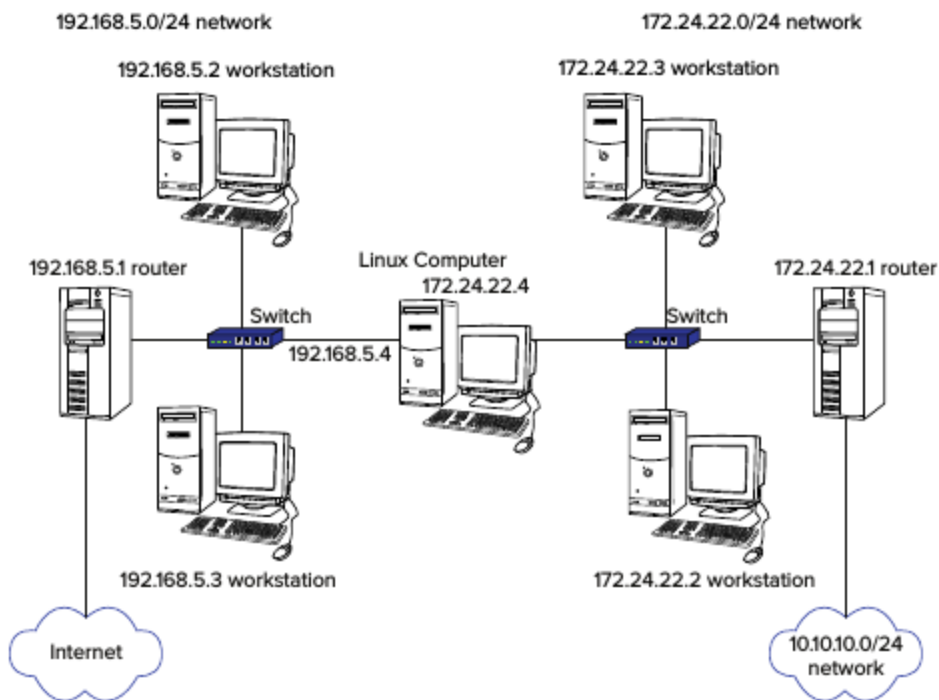 192.168.5.0/24 network
172.24.22.0/24 network
192.168.5.2 workstation
172.24.22.3 workstation
192.168.5.1 router
Linux Computer
172.24.22.4
172.24.22.1 router
Switch
Switch
192.168.5.4
192.168.5.3 workstation
172.24.22.2 workstation
Internet
10.10.10.0/24
network